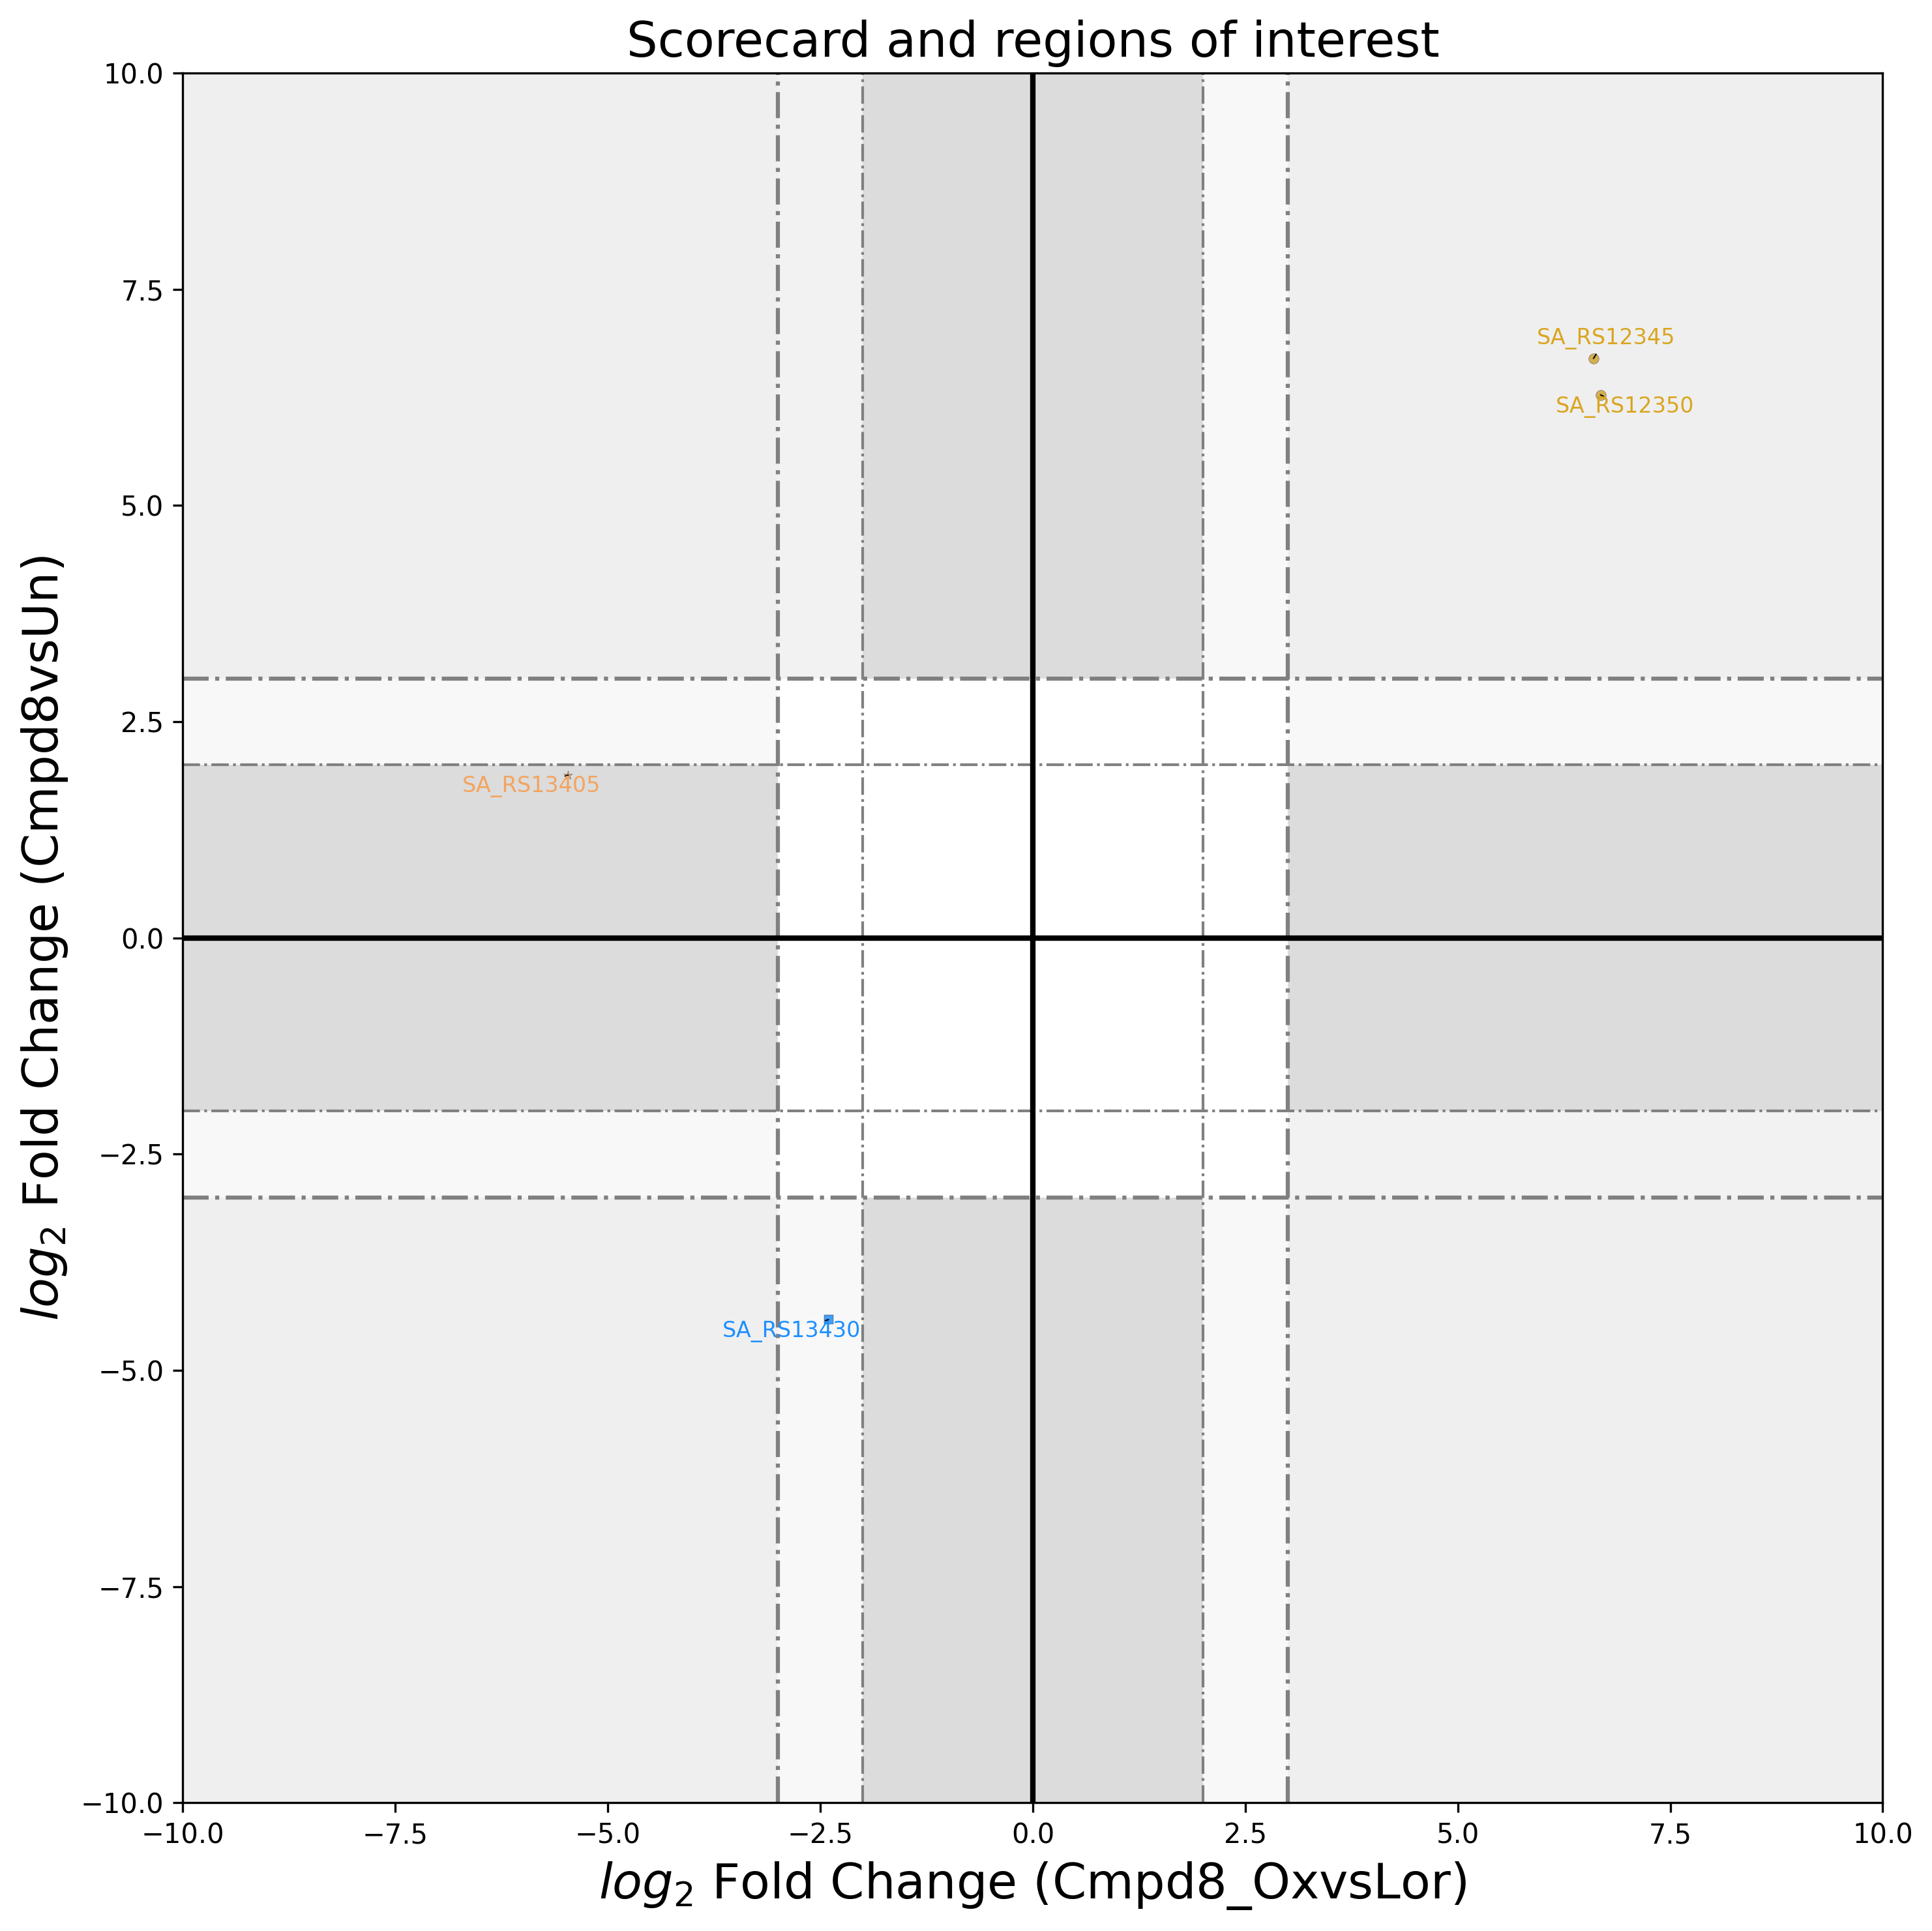 Scorecard and regions of interest
log2 Fold Change (Cmpd8vsUn)
10.0
7.5
5.0
2.5
0.0
−2.5
−5.0
−7.5
−10.0
SA_RS12345
SA_RS12350
SA_RS13405
SA_RS13430
−10.0 −7.5 −5.0 −2.5 0.0 2.5 5.0 7.5 10.0
log2 Fold Change (Cmpd8_OxvsLor)